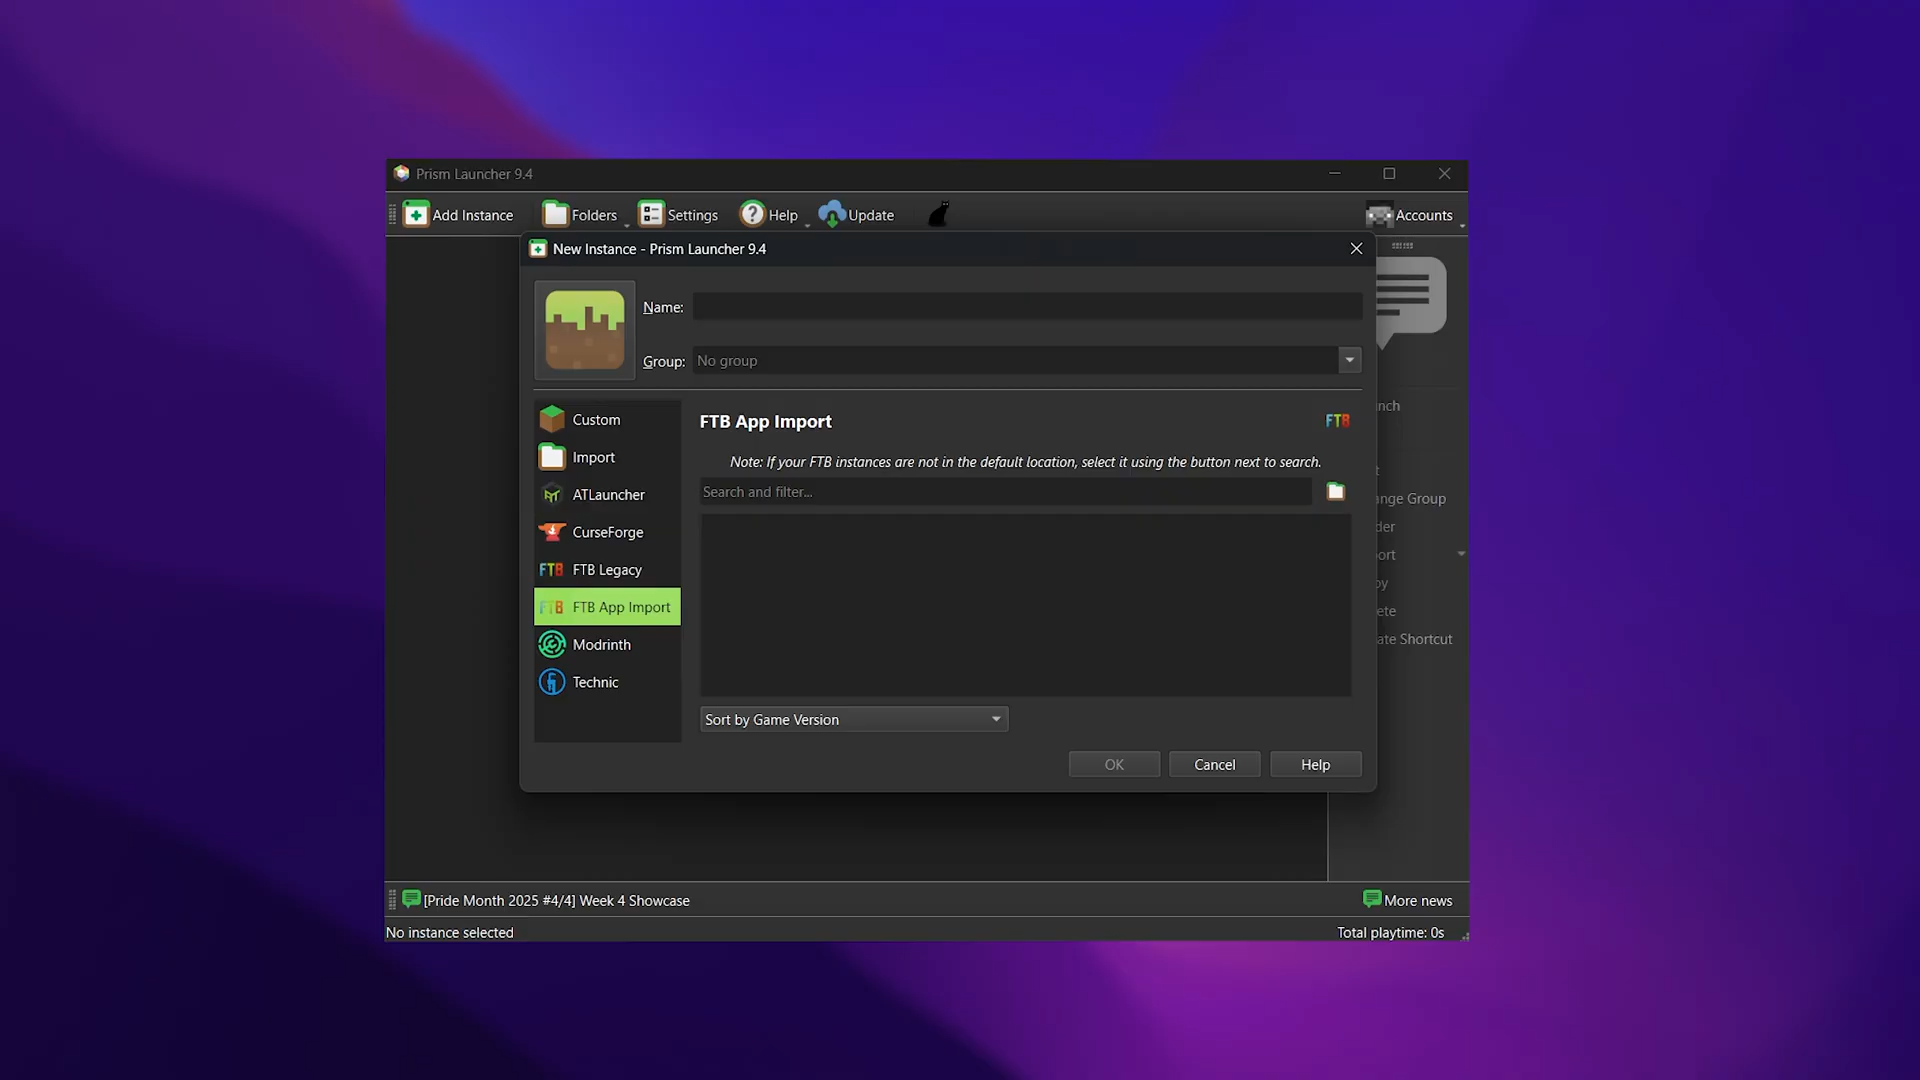 Prism Launcher 9.4
Add Instance
Folders
Settings
Help
Update
Accounts
New Instance - Prism Launcher 9.4
Name:
Group: No group
Custom
Import
ATLauncher
CurseForge
FTB FTB Legacy
FTB FTB App Import
Modrinth
Technic
FTB App Import
FTB
Note: If your FTB instances are not in the default location, select it using the button next to search.
Search and filter...
Sort by Game Version
OK
Cancel
Help
nch
t
nge Group
der
ort
py
ete
ate Shortcut
[Pride Month 2025 #4/4] Week 4 Showcase
More news
No instance selected
Total playtime: 0s